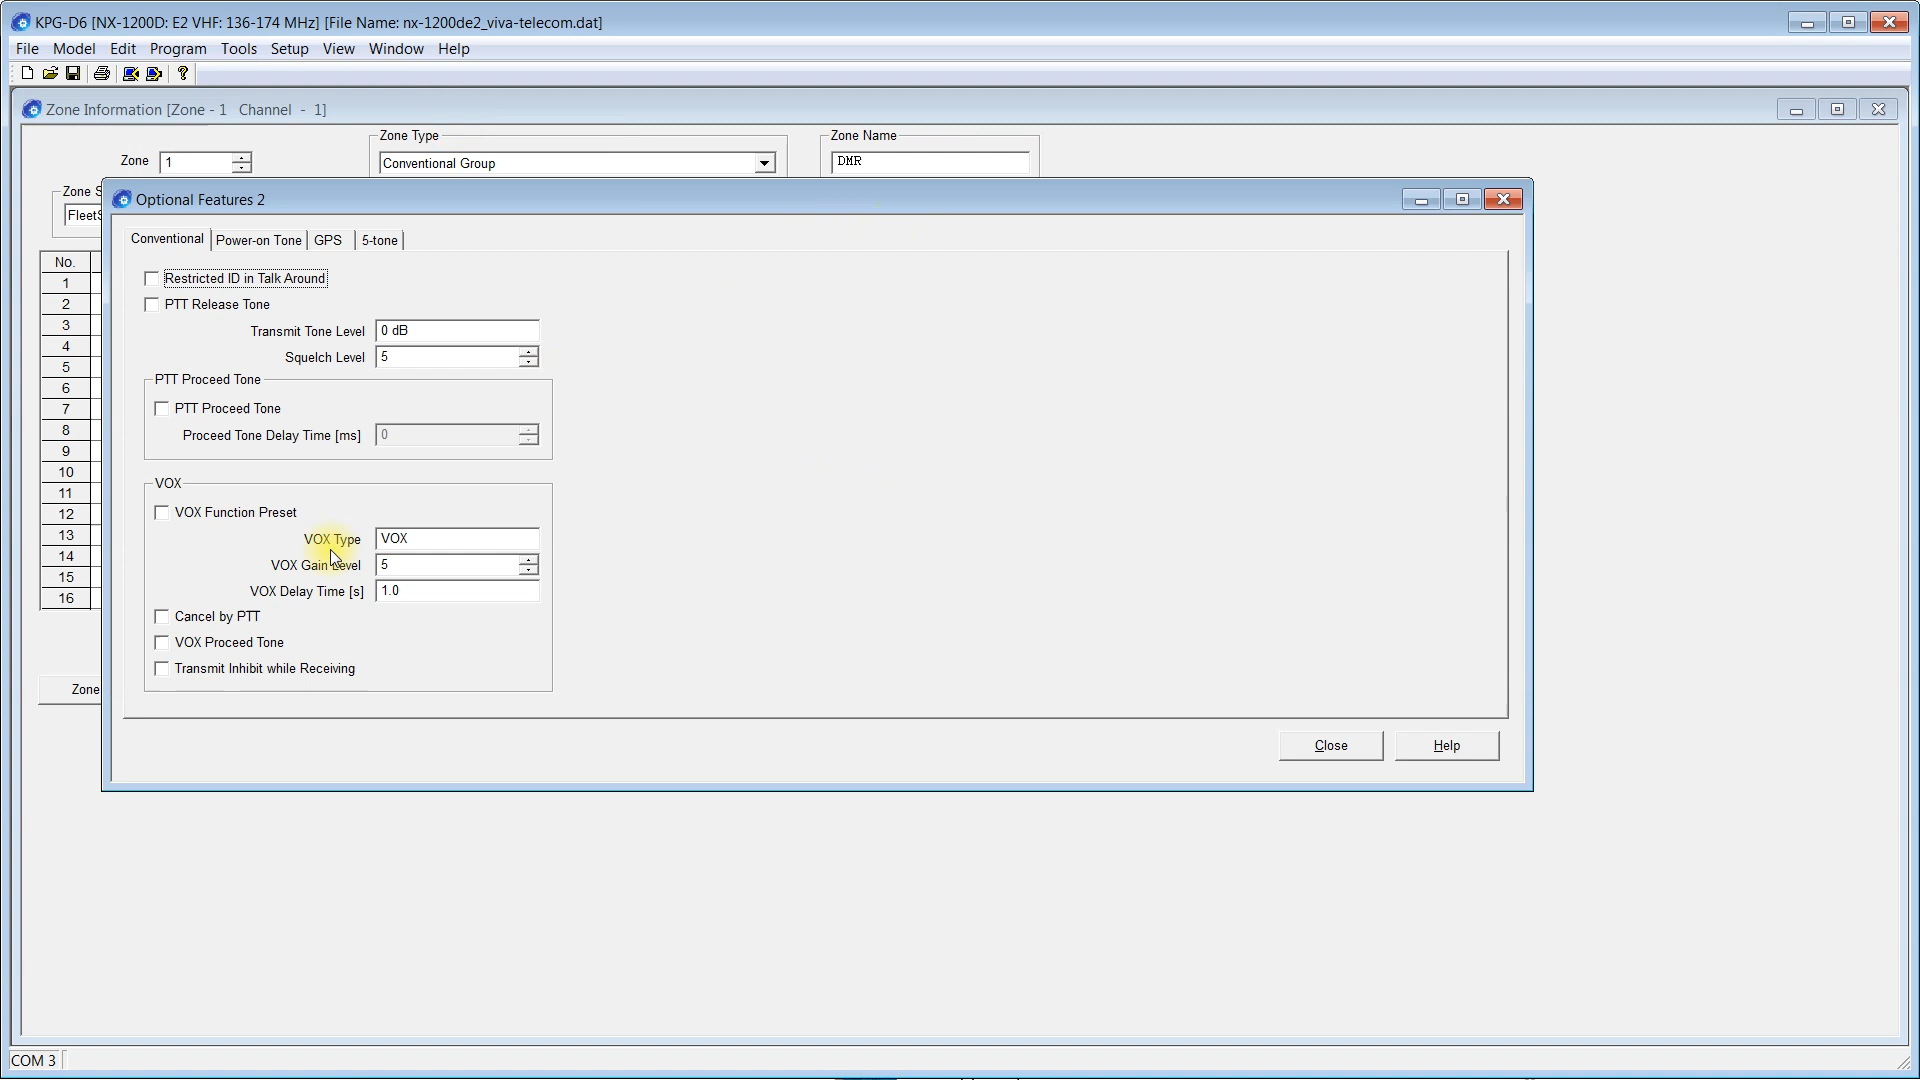 KPG-D6 [NX-1200D: E2 VHF: 136-174 MHz] [File Name: nx-1200de2_viva-telecom.dat]
File Model Edit Program Tools Setup View Window Help
Zone Information [Zone - 1 Channel - 1]
Zone 1
Zone Type
Conventional Group
Zone Name
DMR
Zone S
FleetS
Optional Features 2
Conventional Power-on Tone GPS 5-tone
Restricted ID in Talk Around
PTT Release Tone
Transmit Tone Level 0 dB
Squelch Level 5
PTT Proceed Tone
PTT Proceed Tone
Proceed Tone Delay Time [ms] 0
VOX
VOX Function Preset
VOX Type VOX
VOX Gain Level 5
VOX Delay Time [s] 1.0
Cancel by PTT
VOX Proceed Tone
Transmit Inhibit while Receiving
Close Help
No.
1
2
3
4
5
6
7
8
9
10
11
12
13
14
15
16
Zone
COM 3